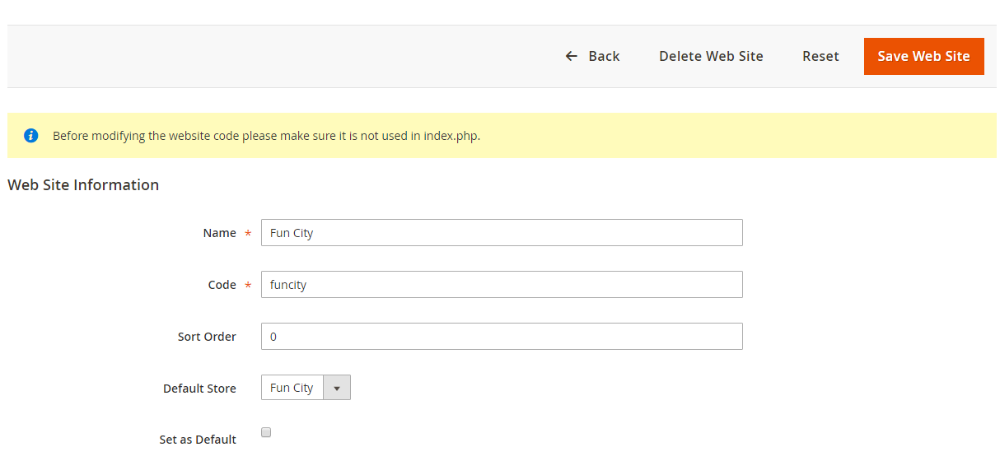 ← Back Delete Web Site Reset Save Web Site
Before modifying the website code please make sure it is not used in index.php.
Web Site Information
Name * Fun City
Code * funcity
Sort Order 0
Default Store Fun City
Set as Default